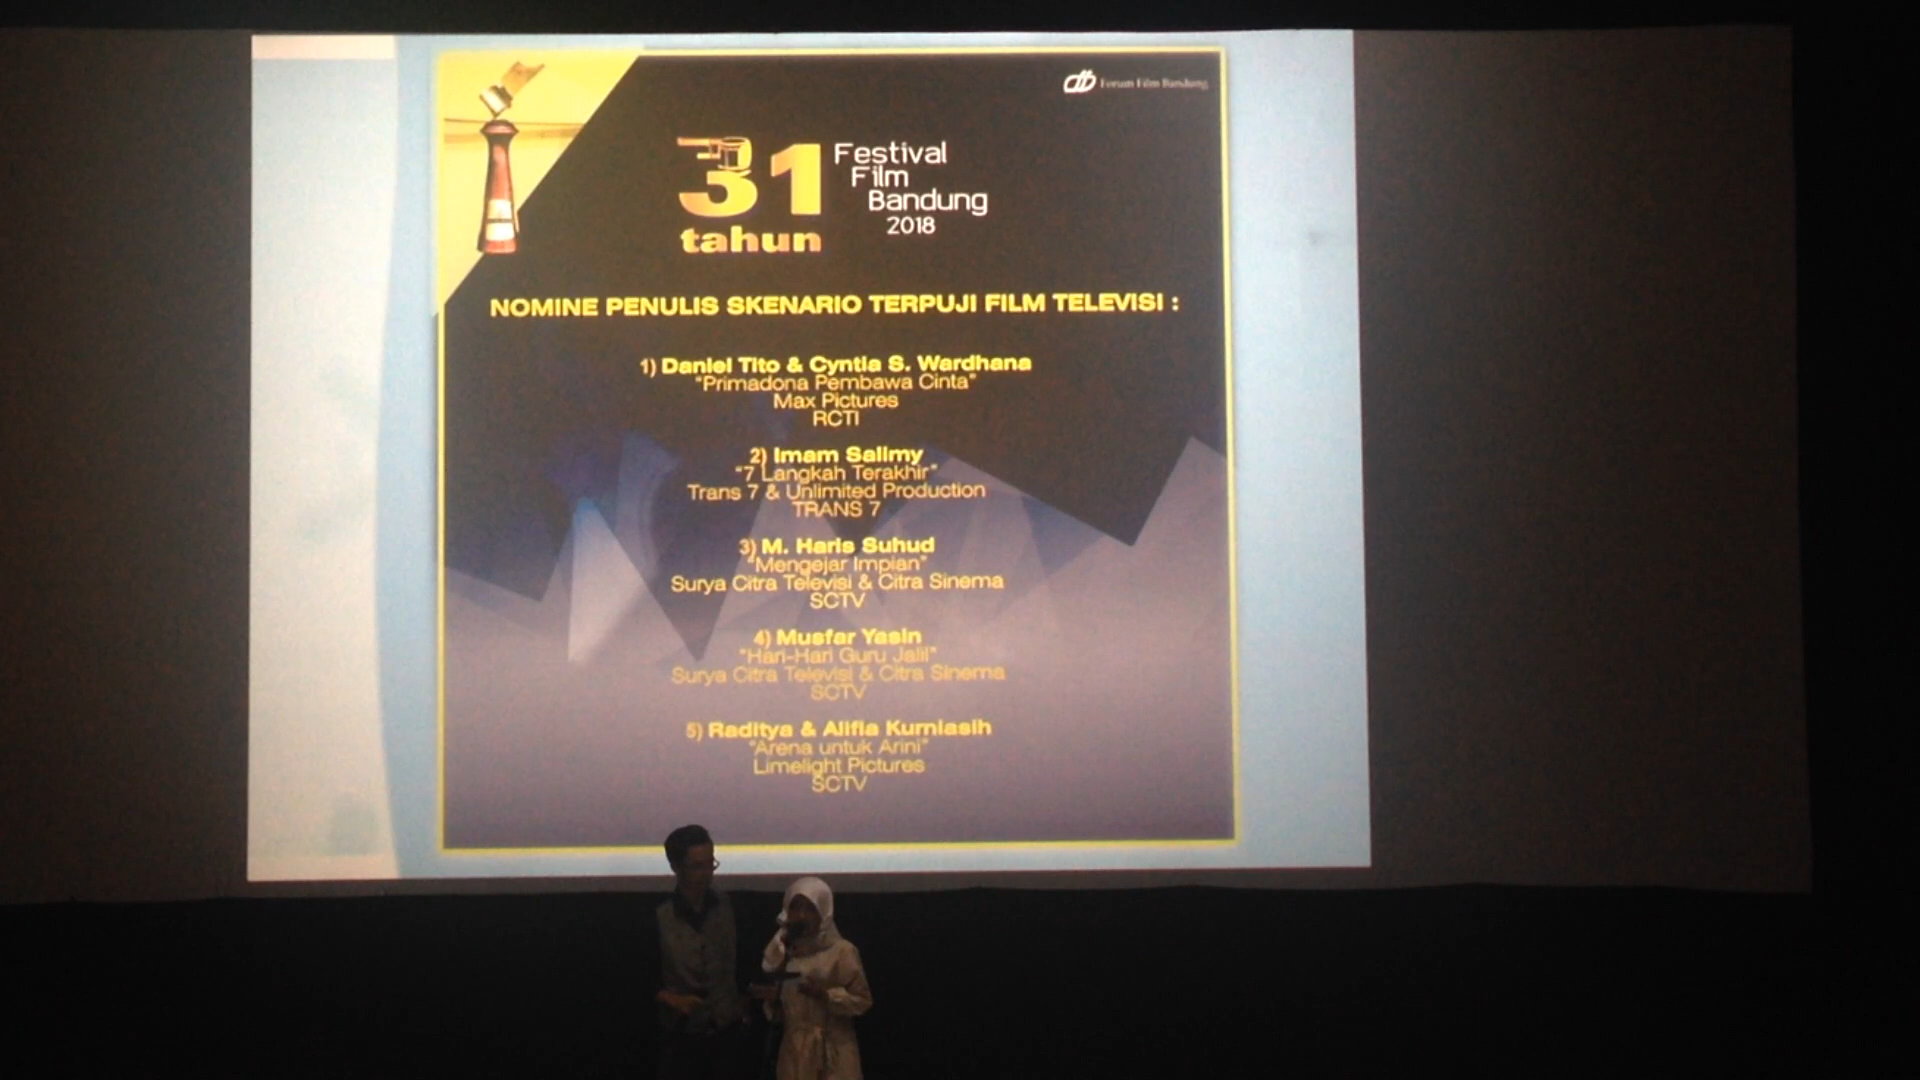 Forum Film Bandung
31
tahun
Festival
Film
Bandung
2018
NOMINE PENULIS SKENARIO TERPUJI FILM TELEVISI :
1) Daniel Tito & Cyntia S. Wardhana
"Primadona Pembawa Cinta"
Max Pictures
RCTI
2) Imam Salimy
"7 Langkah Terakhir"
Trans 7 & Unlimited Production
TRANS 7
3) M. Haris Suhud
"Mengejar Impian"
Surya Citra Televisi & Citra Sinema
SCTV
4) Musfar Yasin
"Hari-Hari Guru Jalil"
Surya Citra Televisi & Citra Sinema
SCTV
5) Raditya & Alifia Kurniasih
"Arena untuk Arini"
Limelight Pictures
SCTV